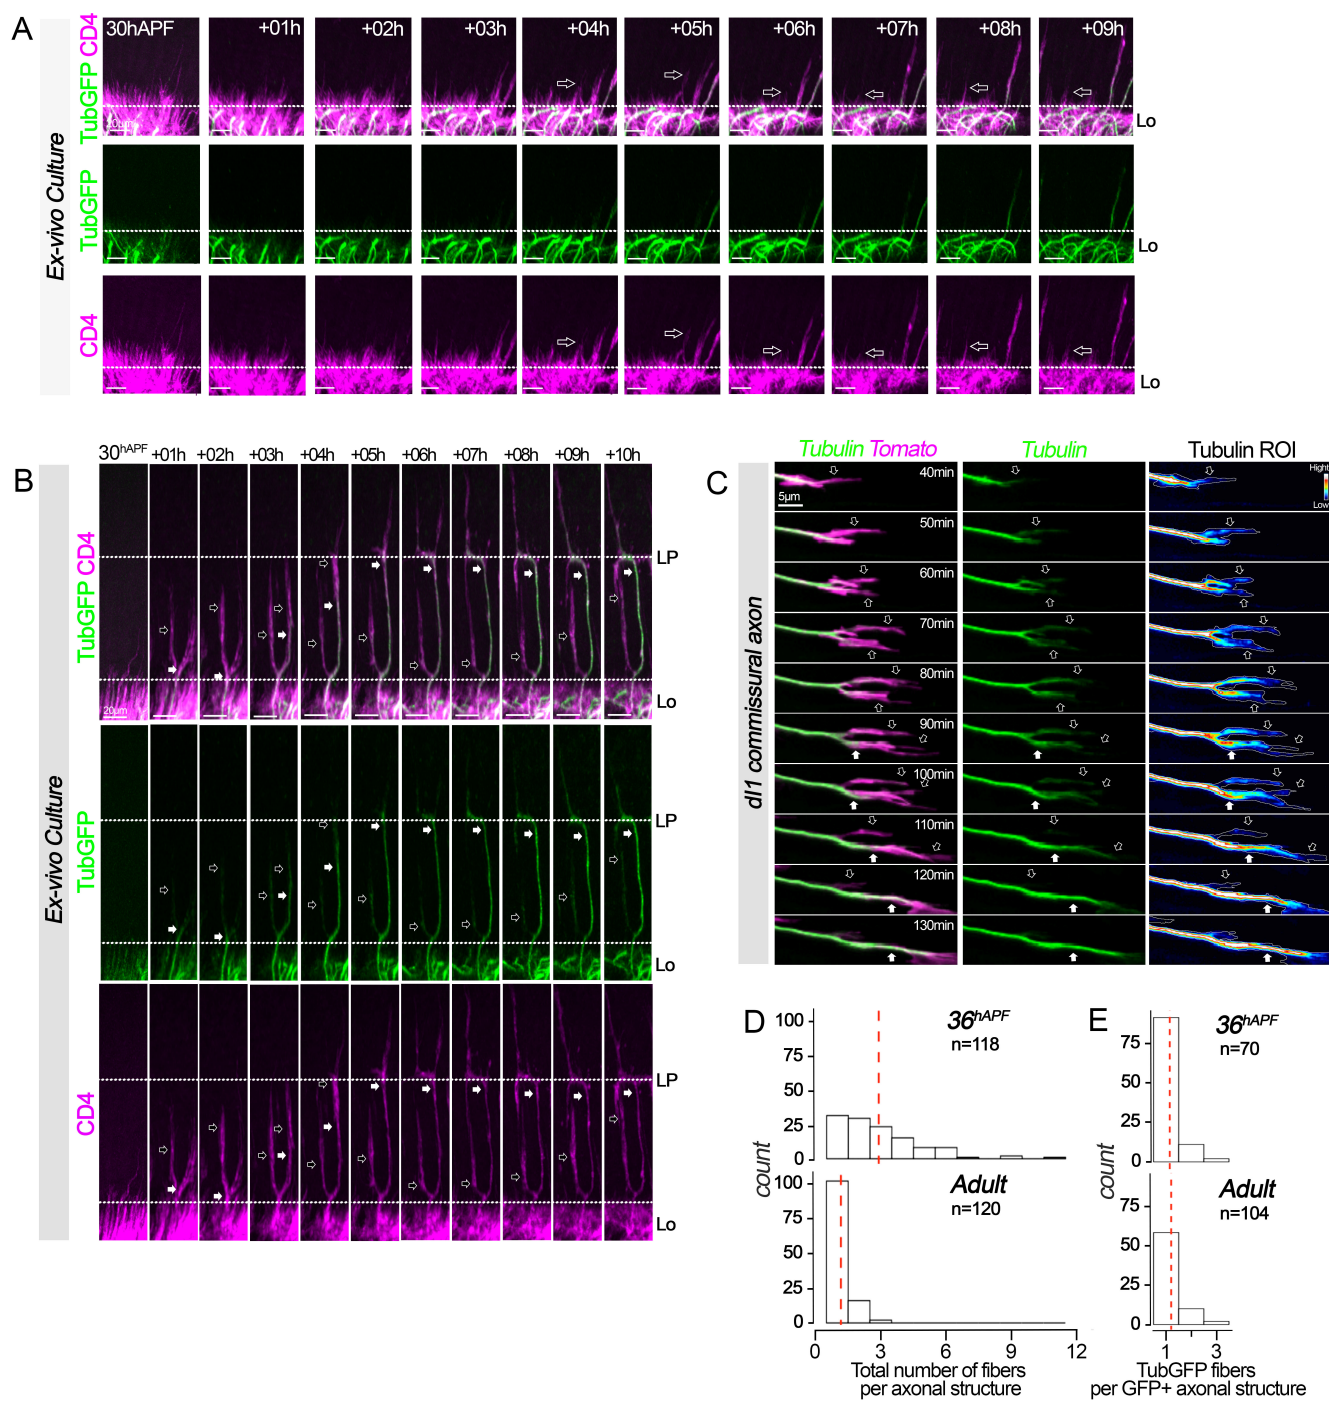 A
Ex-vivo Culture
TubGFP CD4
30hAPF
+01h
+02h
+03h
+04h
+05h
+06h
+07h
+08h
+09h
Lo
TubGFP
Lo
CD4
Lo
B
Ex-vivo Culture
30hAPF
+01h
+02h
+03h
+04h
+05h
+06h
+07h
+08h
+09h
+10h
TubGFP CD4
20µm
LP
Lo
TubGFP
LP
Lo
CD4
LP
Lo
C
dI1 commissural axon
Tubulin Tomato
Tubulin
Tubulin ROI
5µm
Hight
Low
40min
50min
60min
70min
80min
90min
100min
110min
120min
130min
D
36hAPF
n=118
100
75
50
25
0
count
Adult
n=120
100
75
50
25
0
0 3 6 9 12
Total number of fibers
per axonal structure
E
36hAPF
n=70
75
50
25
0
count
Adult
n=104
75
50
25
0
1 3
TubGFP fibers
per GFP+ axonal structure